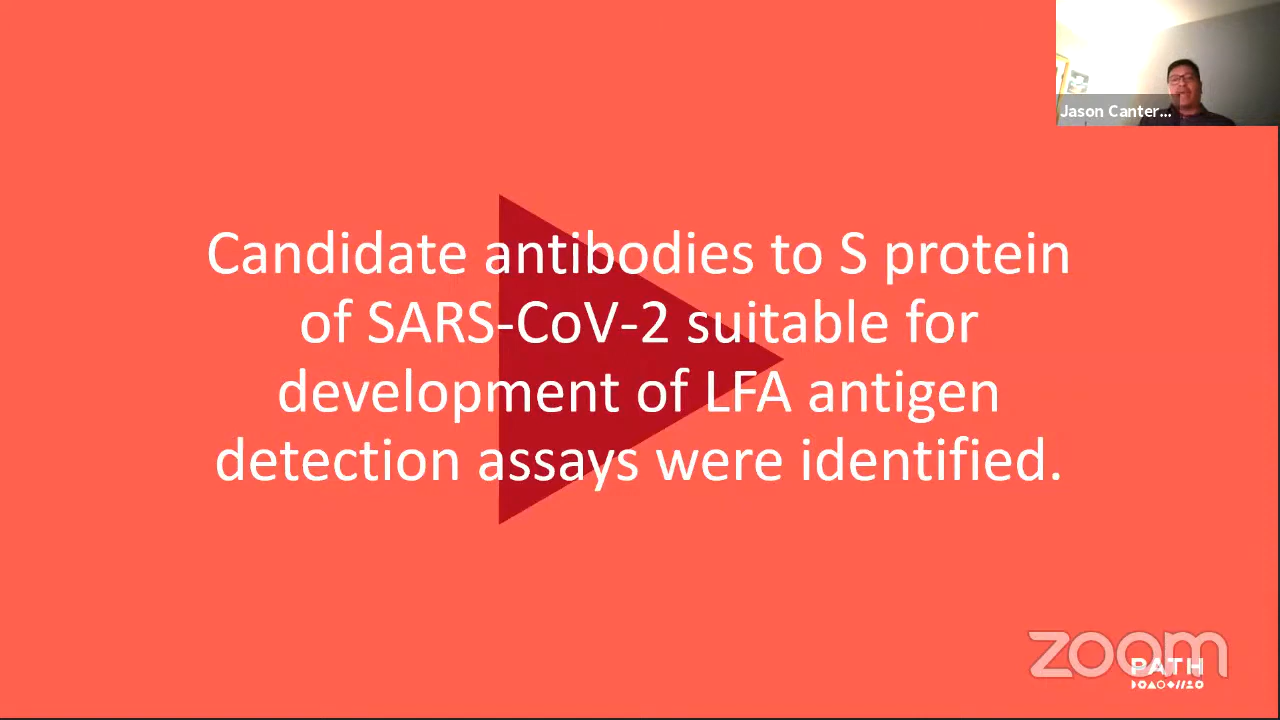 Jason Canter...
Candidate antibodies to S protein
of SARS-CoV-2 suitable for
development of LFA antigen
detection assays were identified.
zoom
PATH